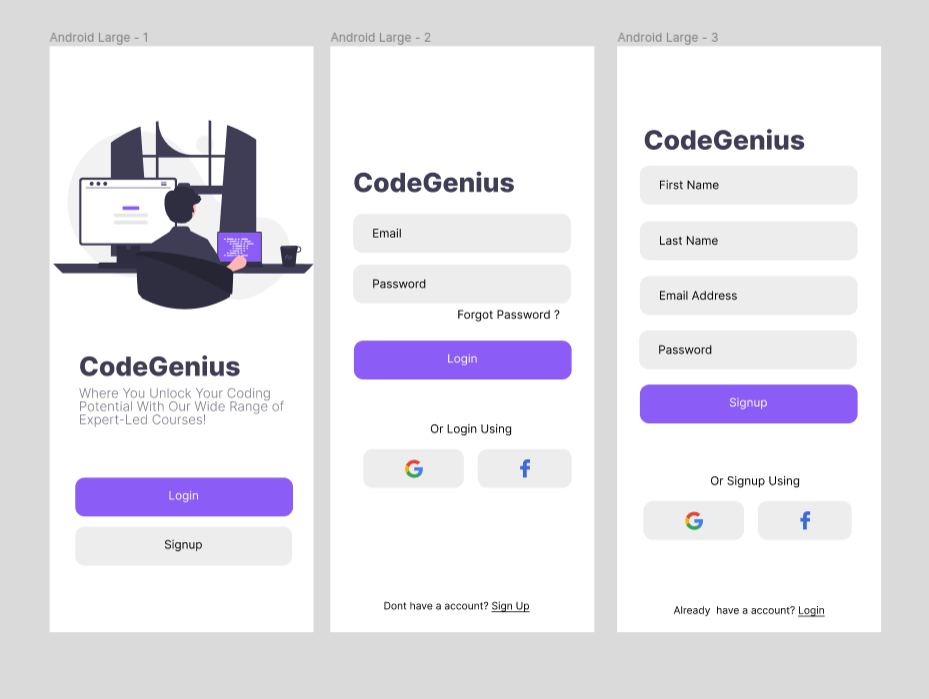 Android Large - 1
CodeGenius
Where You Unlock Your Coding
Potential With Our Wide Range of
Expert-Led Courses!
Login
Signup
Android Large - 2
CodeGenius
Email
Password
Forgot Password ?
Login
Or Login Using
Dont have a account? Sign Up
Android Large - 3
CodeGenius
First Name
Last Name
Email Address
Password
Signup
Or Signup Using
Already  have a account? Login